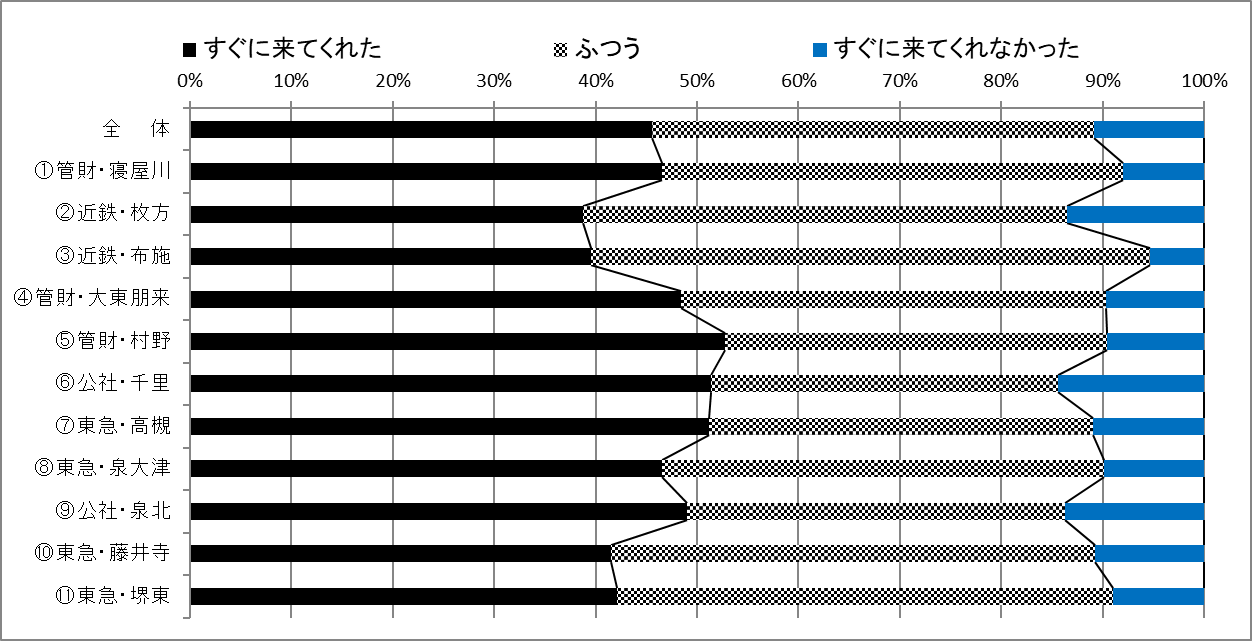 すぐに来てくれた ふつう すぐに来てくれなかった
0% 10% 20% 30% 40% 50% 60% 70% 80% 90% 100%
全 体
①管財・寝屋川
②近鉄・枚方
③近鉄・布施
④管財・大東朋来
⑤管財・村野
⑥公社・千里
⑦東急・高槻
⑧東急・泉大津
⑨公社・泉北
⑩東急・藤井寺
⑪東急・堺東